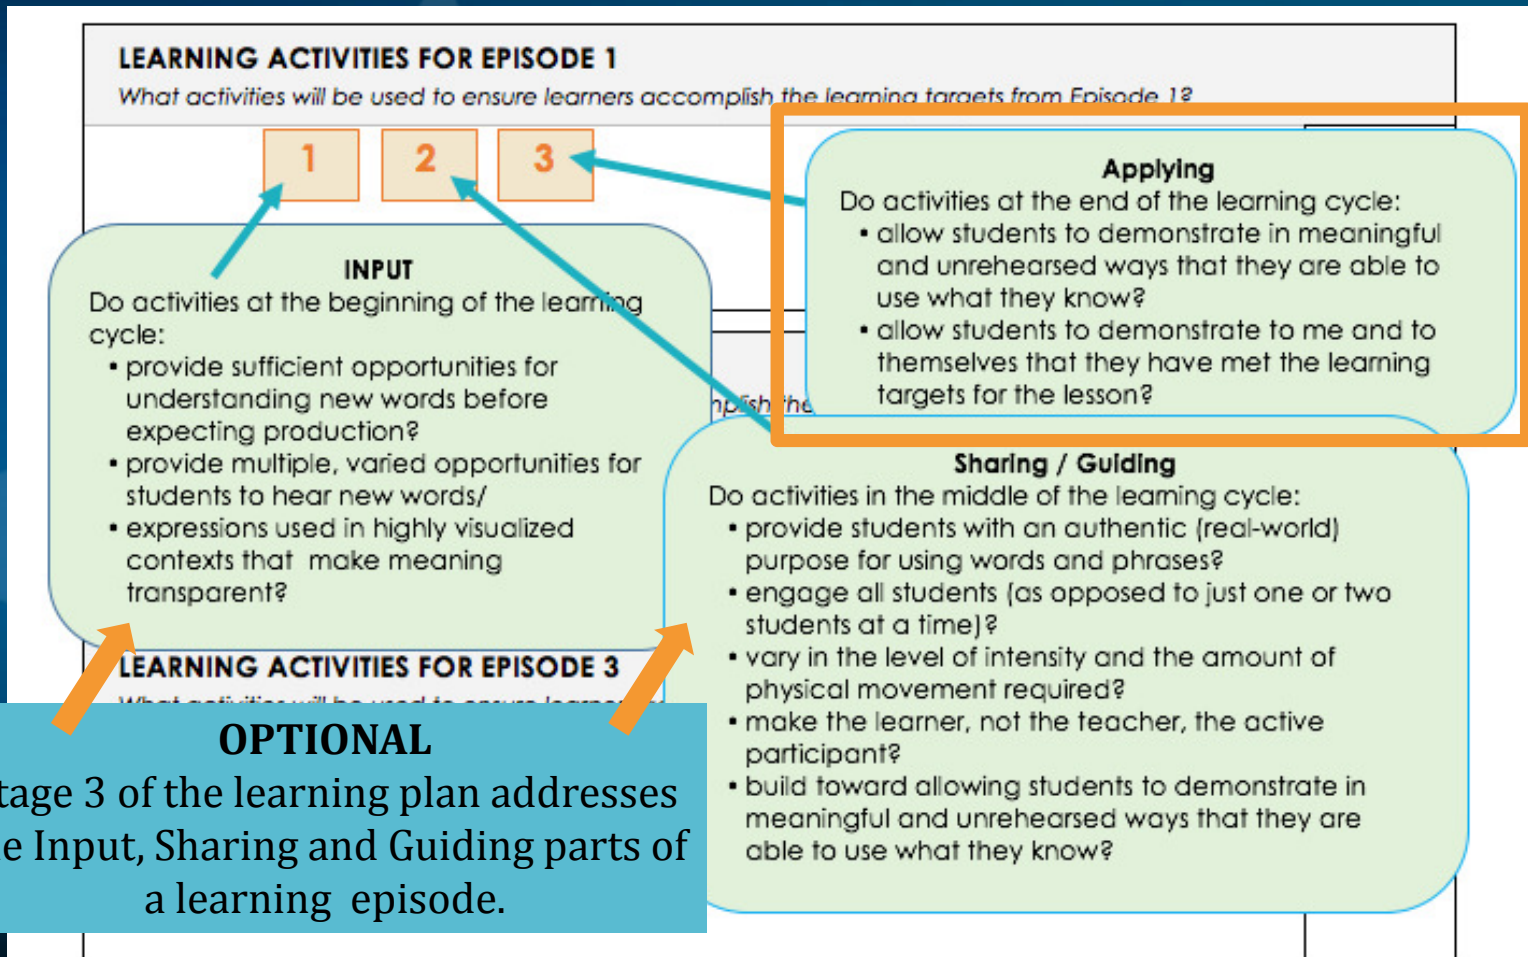 LEARNING ACTIVITIES FOR EPISODE 1
What activities will be used to ensure learners accomplish the learning targets from Episode 1?
1 2 3
Applying
Do activities at the end of the learning cycle:
• allow students to demonstrate in meaningful
and unrehearsed ways that they are able to
use what they know?
• allow students to demonstrate to me and to
themselves that they have met the learning
targets for the lesson?
INPUT
Do activities at the beginning of the learning
cycle:
• provide sufficient opportunities for
understanding new words before
expecting production?
• provide multiple, varied opportunities for
students to hear new words/
• expressions used in highly visualized
contexts that make meaning
transparent?
the
Sharing / Guiding
Do activities in the middle of the learning cycle:
• provide students with an authentic (real-world)
purpose for using words and phrases?
• engage all students (as opposed to just one or two
students at a time)?
• vary in the level of intensity and the amount of
physical movement required?
• make the learner, not the teacher, the active
participant?
• build toward allowing students to demonstrate in
meaningful and unrehearsed ways that they are
able to use what they know?
LEARNING ACTIVITIES FOR EPISODE 3
What activities will be used to ensure
OPTIONAL
tage 3 of the learning plan addresses
e Input, Sharing and Guiding parts of
a learning episode.